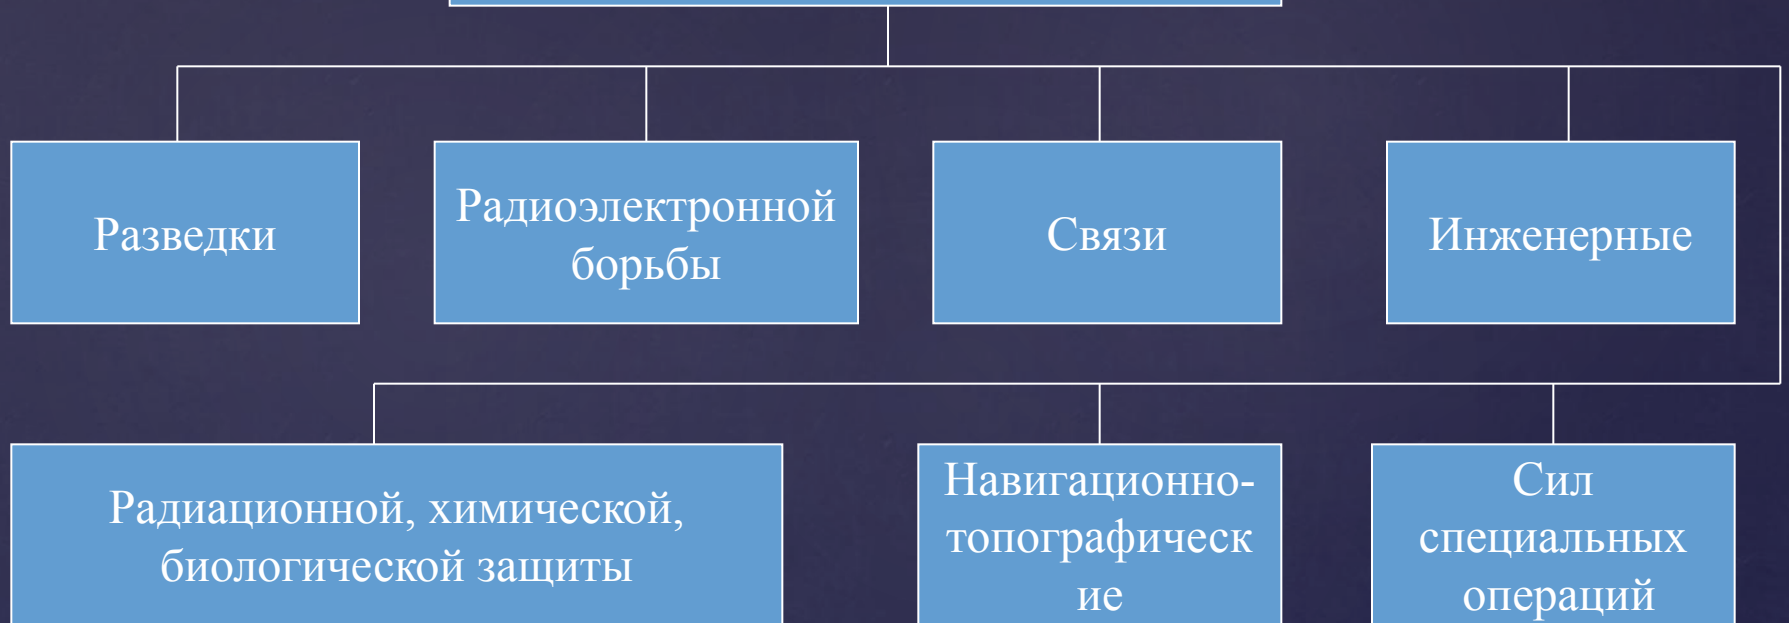 Разведки
Радиоэлектронной
борьбы
Связи
Инженерные
Радиационной, химической,
биологической защиты
Навигационно-
топографическ
ие
Сил
специальных
операций